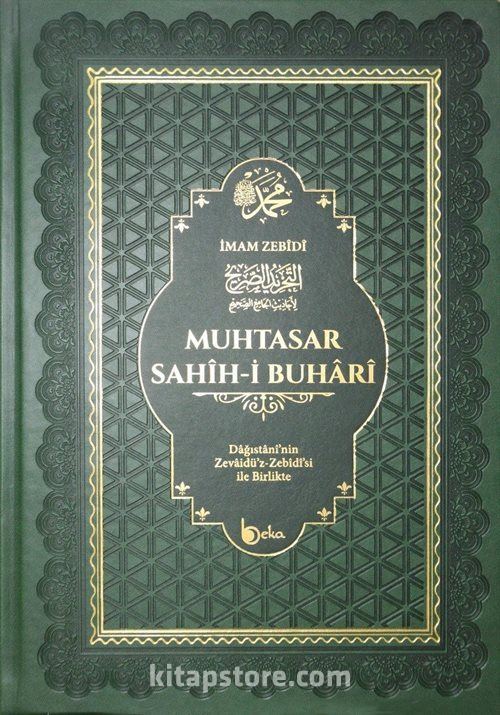 محمد
İMAM ZEBÎDÎ
التجريد الصريح
لأحاديث الجامع الصحيح
MUHTASAR
SAHÎH-İ BUHÂRÎ
Dâğıstânî'nin
Zevâidü'z-Zebîdî'si
ile Birlikte
beka
kitapstore.com